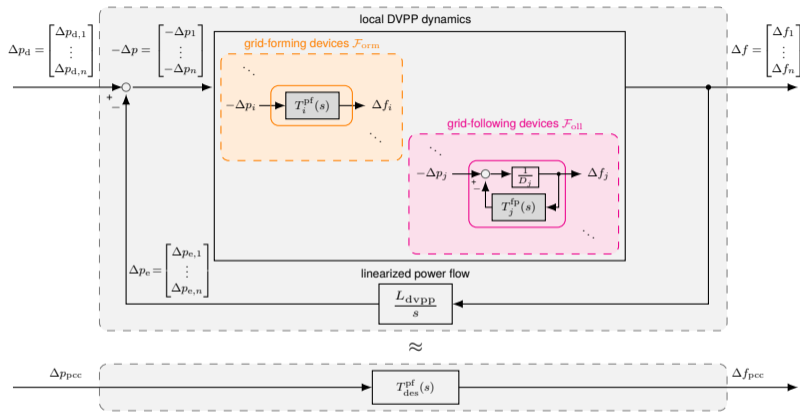 local DVPP dynamics
Δp_d = [Δp_d,1 ⋮ Δp_d,n]
−Δp = [−Δp_1 ⋮ −Δp_n]
Δf = [Δf_1 ⋮ Δf_n]
grid-forming devices F_orm
⋱
−Δp_i T_i^pf(s) Δf_i
⋱
+
−
grid-following devices F_oll
⋱
−Δp_j + − 1/D_j Δf_j
T_j^fp(s)
⋱
Δp_e = [Δp_e,1 ⋮ Δp_e,n]
linearized power flow
L_dvpp/s
≈
Δp_pcc T_des^pf(s) Δf_pcc